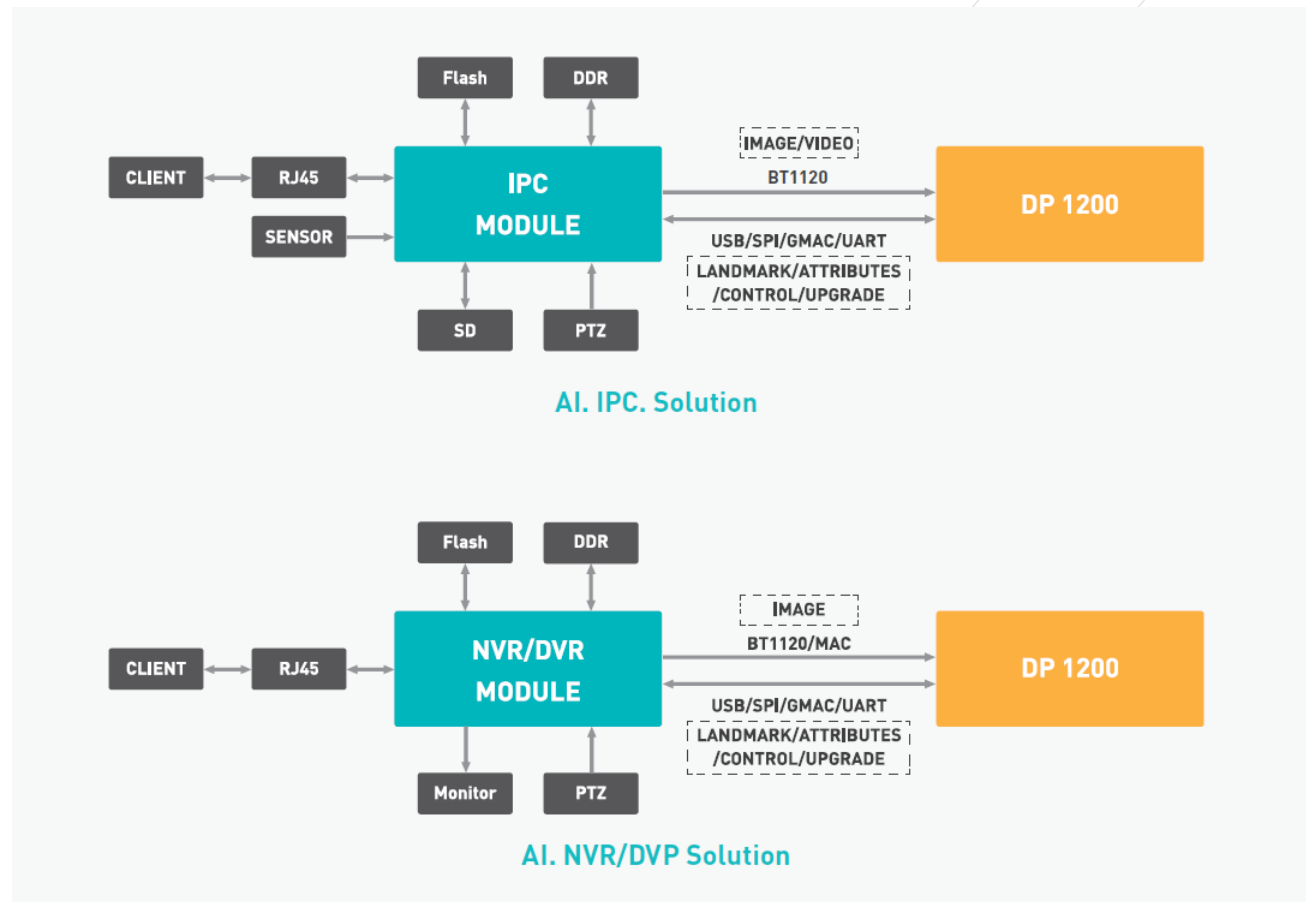 Flash
DDR
IMAGE/VIDEO
CLIENT
RJ45
IPC
MODULE
BT1120
DP 1200
SENSOR
USB/SPI/GMAC/UART
LANDMARK/ATTRIBUTES
/CONTROL/UPGRADE
SD
PTZ
AI. IPC. Solution
Flash
DDR
IMAGE
CLIENT
RJ45
NVR/DVR
MODULE
BT1120/MAC
DP 1200
USB/SPI/GMAC/UART
LANDMARK/ATTRIBUTES
/CONTROL/UPGRADE
Monitor
PTZ
AI. NVR/DVP Solution